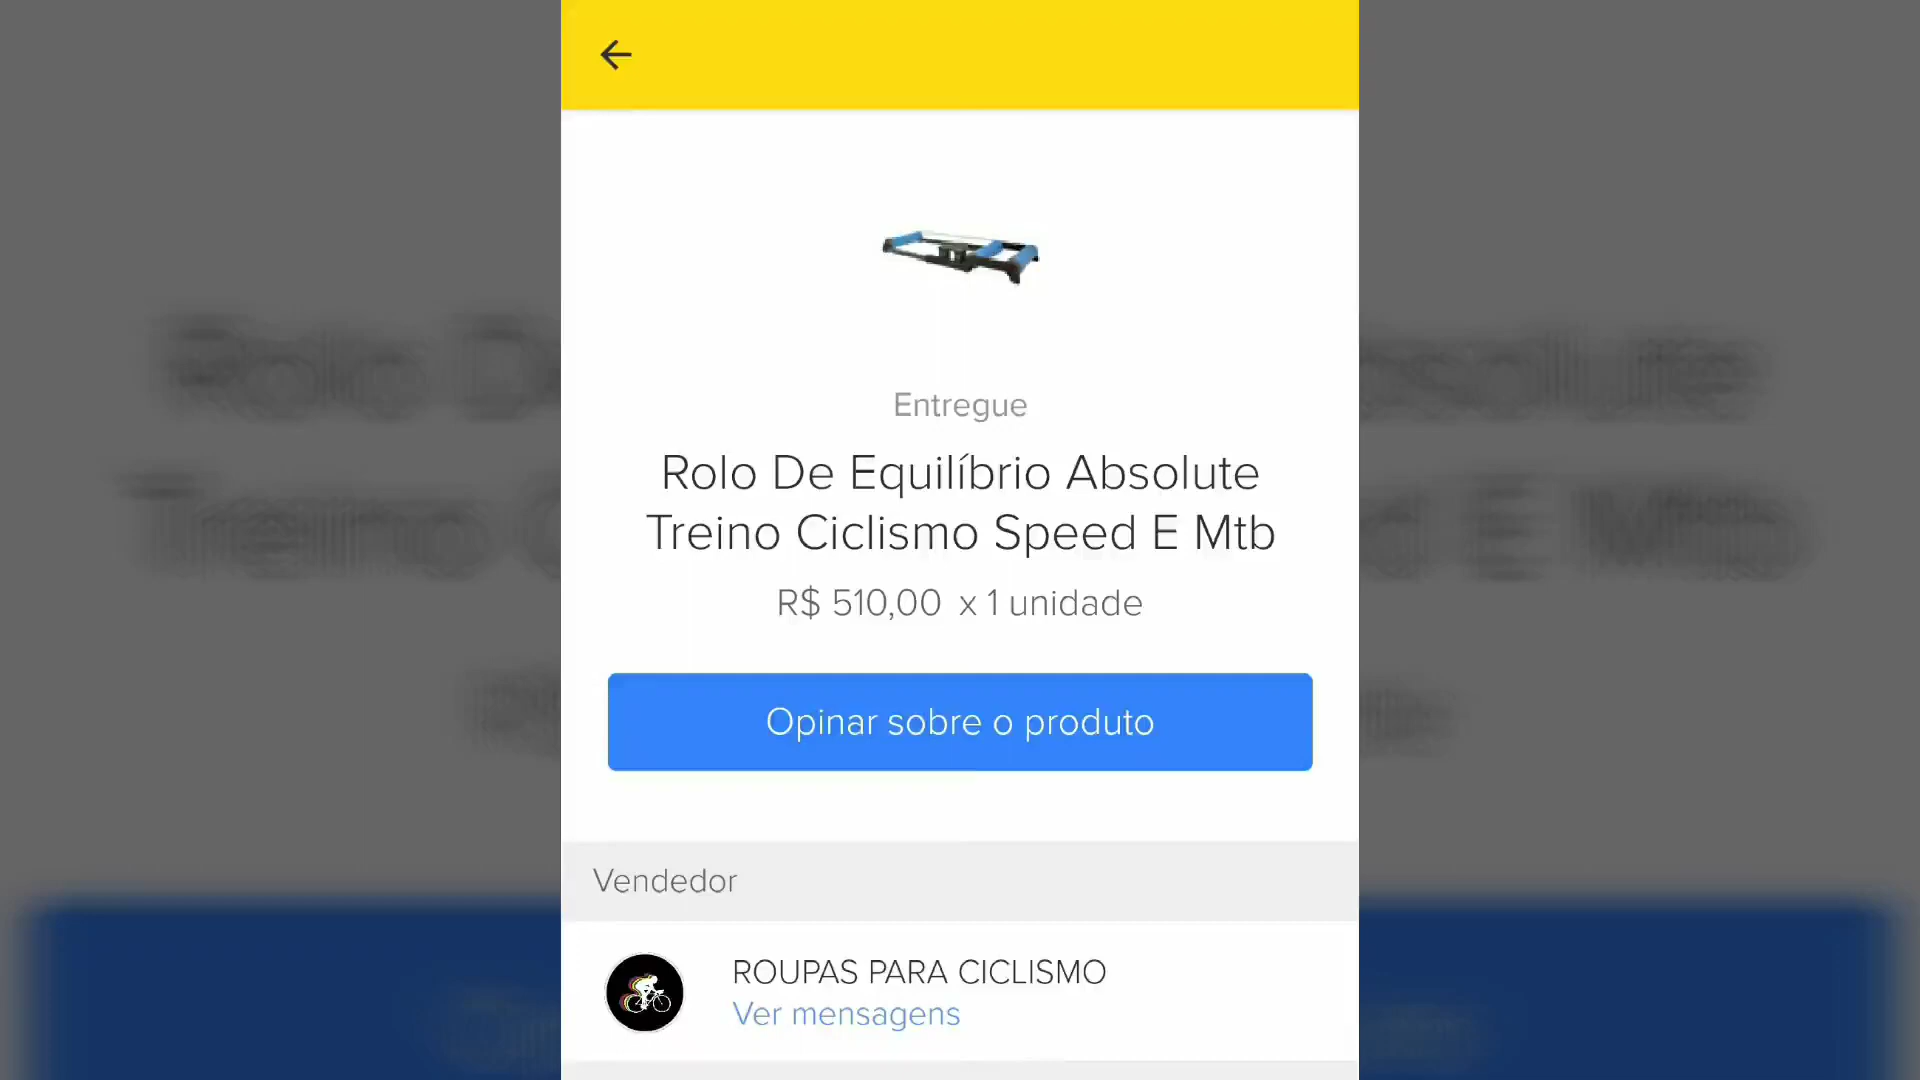 Entregue
Rolo De Equilíbrio Absolute
Treino Ciclismo Speed E Mtb
R$ 510,00 x 1 unidade
Opinar sobre o produto
Vendedor
ROUPAS PARA CICLISMO
Ver mensagens